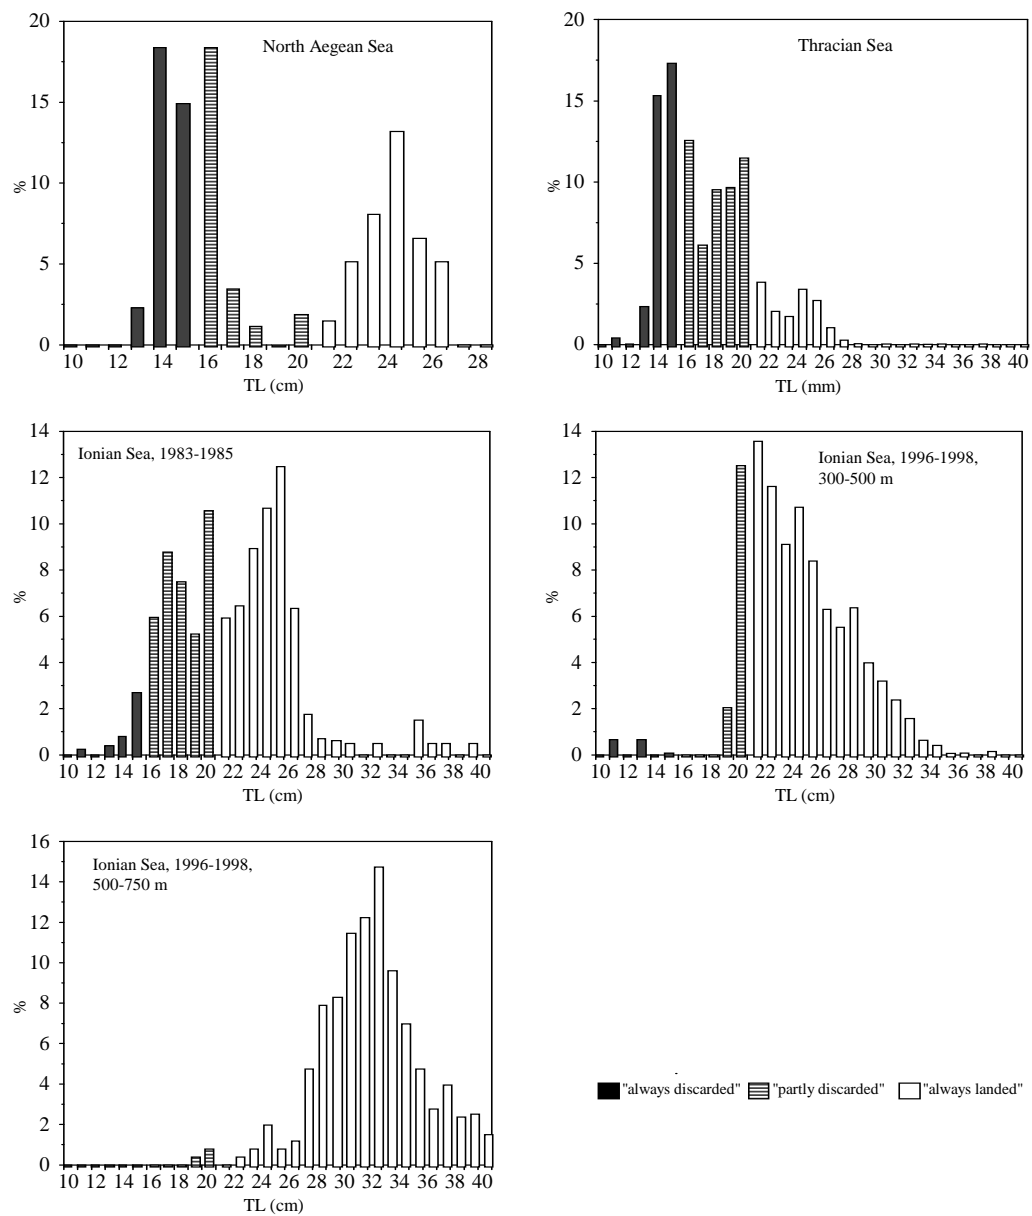 North Aegean Sea
20
15
10
5
0
%
10 12 14 16 18 20 22 24 26 28
TL (cm)
Thracian Sea
20
15
10
5
0
%
10 12 14 16 18 20 22 24 26 28 30 32 34 36 38 40
TL (mm)
Ionian Sea, 1983-1985
14
12
10
8
6
4
2
0
%
10 12 14 16 18 20 22 24 26 28 30 32 34 36 38 40
TL (cm)
Ionian Sea, 1996-1998,
300-500 m
14
12
10
8
6
4
2
0
%
10 12 14 16 18 20 22 24 26 28 30 32 34 36 38 40
TL (cm)
Ionian Sea, 1996-1998,
500-750 m
16
14
12
10
8
6
4
2
0
%
10 12 14 16 18 20 22 24 26 28 30 32 34 36 38 40
TL (cm)
"always discarded" "partly discarded" "always landed"